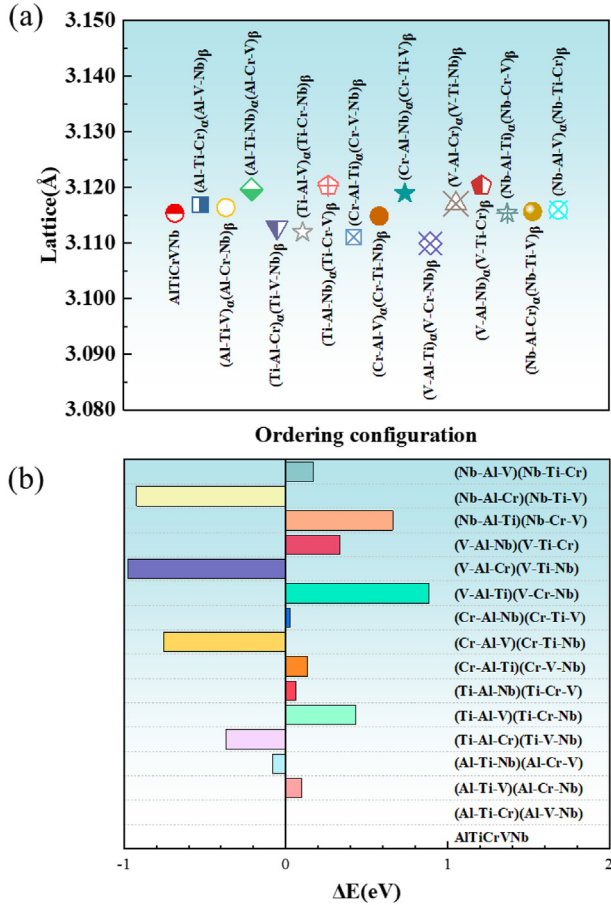 (a)
Lattice(Å)
3.150
3.140
3.130
3.120
3.110
3.100
3.090
3.080
AlTiCrVNb
(Al-Ti-Cr)α(Al-V-Nb)β
(Al-Ti-V)α(Al-Cr-Nb)β
(Al-Ti-Nb)α(Al-Cr-V)β
(Ti-Al-Cr)α(Ti-V-Nb)β
(Ti-Al-V)α(Ti-Cr-Nb)β
(Ti-Al-Nb)α(Ti-Cr-V)β
(Cr-Al-Ti)α(Cr-V-Nb)β
(Cr-Al-V)α(Cr-Ti-Nb)β
(Cr-Al-Nb)α(Cr-Ti-V)β
(V-Al-Ti)α(V-Cr-Nb)β
(V-Al-Cr)α(V-Ti-Nb)β
(V-Al-Nb)α(V-Ti-Cr)β
(Nb-Al-Ti)α(Nb-Cr-V)β
(Nb-Al-Cr)α(Nb-Ti-V)β
(Nb-Al-V)α(Nb-Ti-Cr)β
Ordering configuration
(b)
(Nb-Al-V)(Nb-Ti-Cr)
(Nb-Al-Cr)(Nb-Ti-V)
(Nb-Al-Ti)(Nb-Cr-V)
(V-Al-Nb)(V-Ti-Cr)
(V-Al-Cr)(V-Ti-Nb)
(V-Al-Ti)(V-Cr-Nb)
(Cr-Al-Nb)(Cr-Ti-V)
(Cr-Al-V)(Cr-Ti-Nb)
(Cr-Al-Ti)(Cr-V-Nb)
(Ti-Al-Nb)(Ti-Cr-V)
(Ti-Al-V)(Ti-Cr-Nb)
(Ti-Al-Cr)(Ti-V-Nb)
(Al-Ti-Nb)(Al-Cr-V)
(Al-Ti-V)(Al-Cr-Nb)
(Al-Ti-Cr)(Al-V-Nb)
AlTiCrVNb
-1 0 1 2
ΔE(eV)